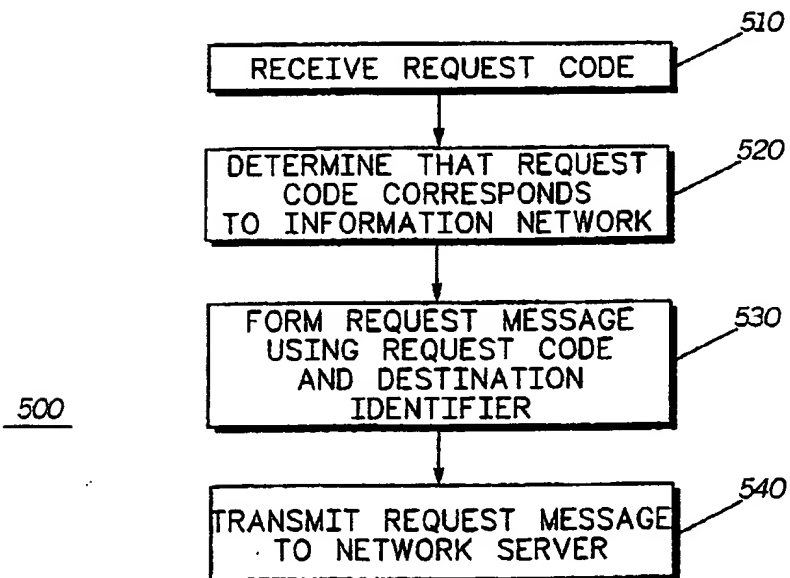 510
RECEIVE REQUEST CODE
520
DETERMINE THAT REQUEST
CODE CORRESPONDS
TO INFORMATION NETWORK
530
FORM REQUEST MESSAGE
USING REQUEST CODE
AND DESTINATION
IDENTIFIER
500
540
TRANSMIT REQUEST MESSAGE
TO NETWORK SERVER